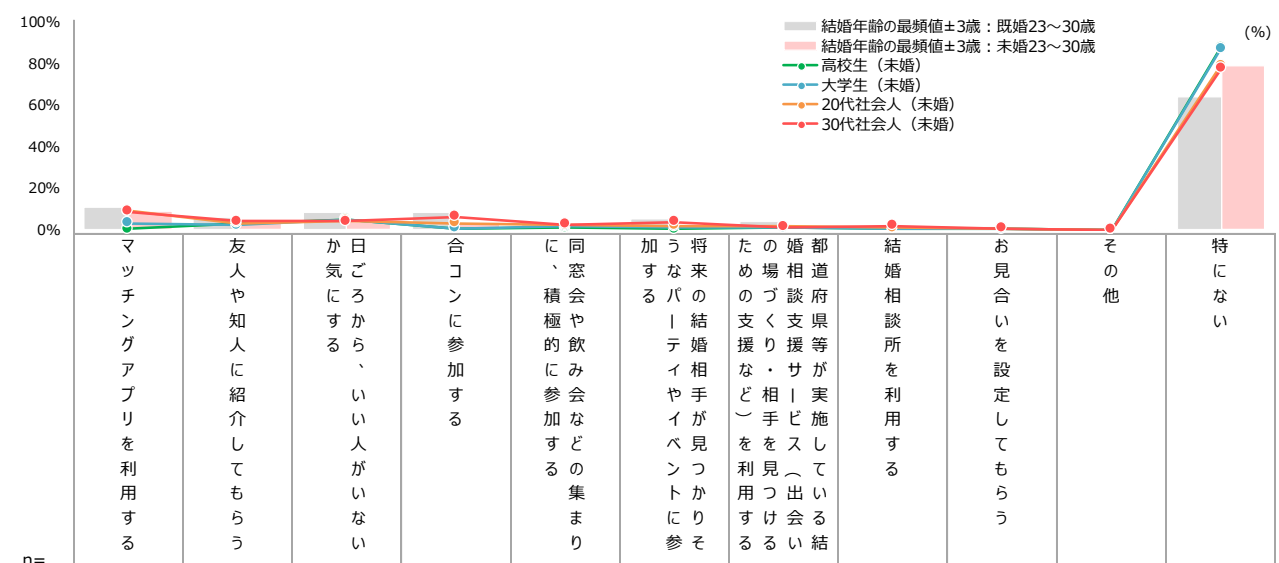 100%
80%
60%
40%
20%
0%
(%)
結婚年齢の最頻値±3歳：既婚23～30歳
結婚年齢の最頻値±3歳：未婚23～30歳
高校生（未婚）
大学生（未婚）
20代社会人（未婚）
30代社会人（未婚）
マッチングアプリを利用する
友人や知人に紹介してもらう
日ごろから、いい人がいない
か気にする
合コンに参加する
同窓会や飲み会などの集まり
に、積極的に参加する
将来の結婚相手が見つかりそ
うなパーティやイベントに参
加する
都道府県等が実施している結
婚相談支援サービス（出会い
の場づくり・相手を見つける
ための支援など）を利用する
結婚相談所を利用する
お見合いを設定してもらう
その他
特にない
n=